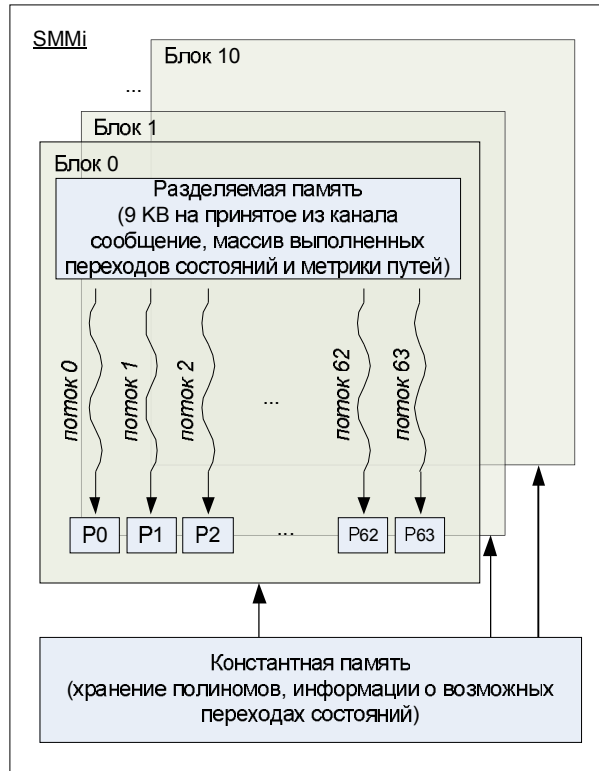 SMMi
Блок 10
...
Блок 1
Блок 0
Разделяемая память
(9 KB на принятое из канала
сообщение, массив выполненных
переходов состояний и метрики путей)
поток 0
поток 1
поток 2
...
поток 62
поток 63
P0
P1
P2
...
P62
P63
Константная память
(хранение полиномов, информации о возможных
переходах состояний)